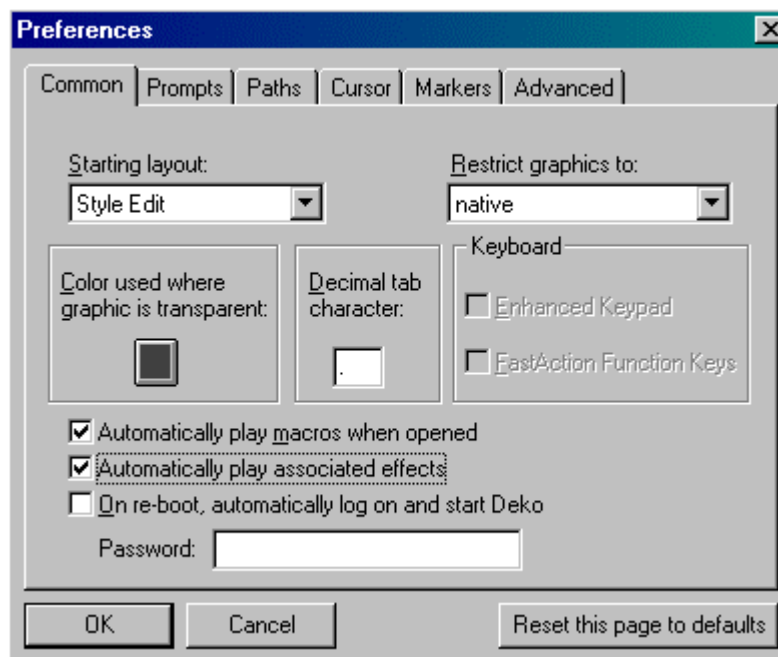 Preferences
Common Prompts Paths Cursor Markers Advanced
Starting layout:
Restrict graphics to:
Style Edit
native
Color used where
graphic is transparent:
Decimal tab
character:
.
Keyboard
Enhanced Keypad
FastAction Function Keys
Automatically play macros when opened
Automatically play associated effects
On re-boot, automatically log on and start Deko
Password:
OK Cancel Reset this page to defaults